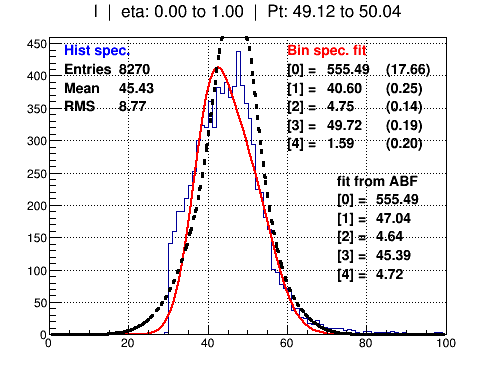 I | eta: 0.00 to 1.00 | Pt: 49.12 to 50.04
Hist spec.
Entries 8270
Mean 45.43
RMS 8.77
Bin spec. fit
[0] = 555.49 (17.66)
[1] = 40.60 (0.25)
[2] = 4.75 (0.14)
[3] = 49.72 (0.19)
[4] = 1.59 (0.20)
fit from ABF
[0] = 555.49
[1] = 47.04
[2] = 4.64
[3] = 45.39
[4] = 4.72
450
400
350
300
250
200
150
100
50
0
0 20 40 60 80 100